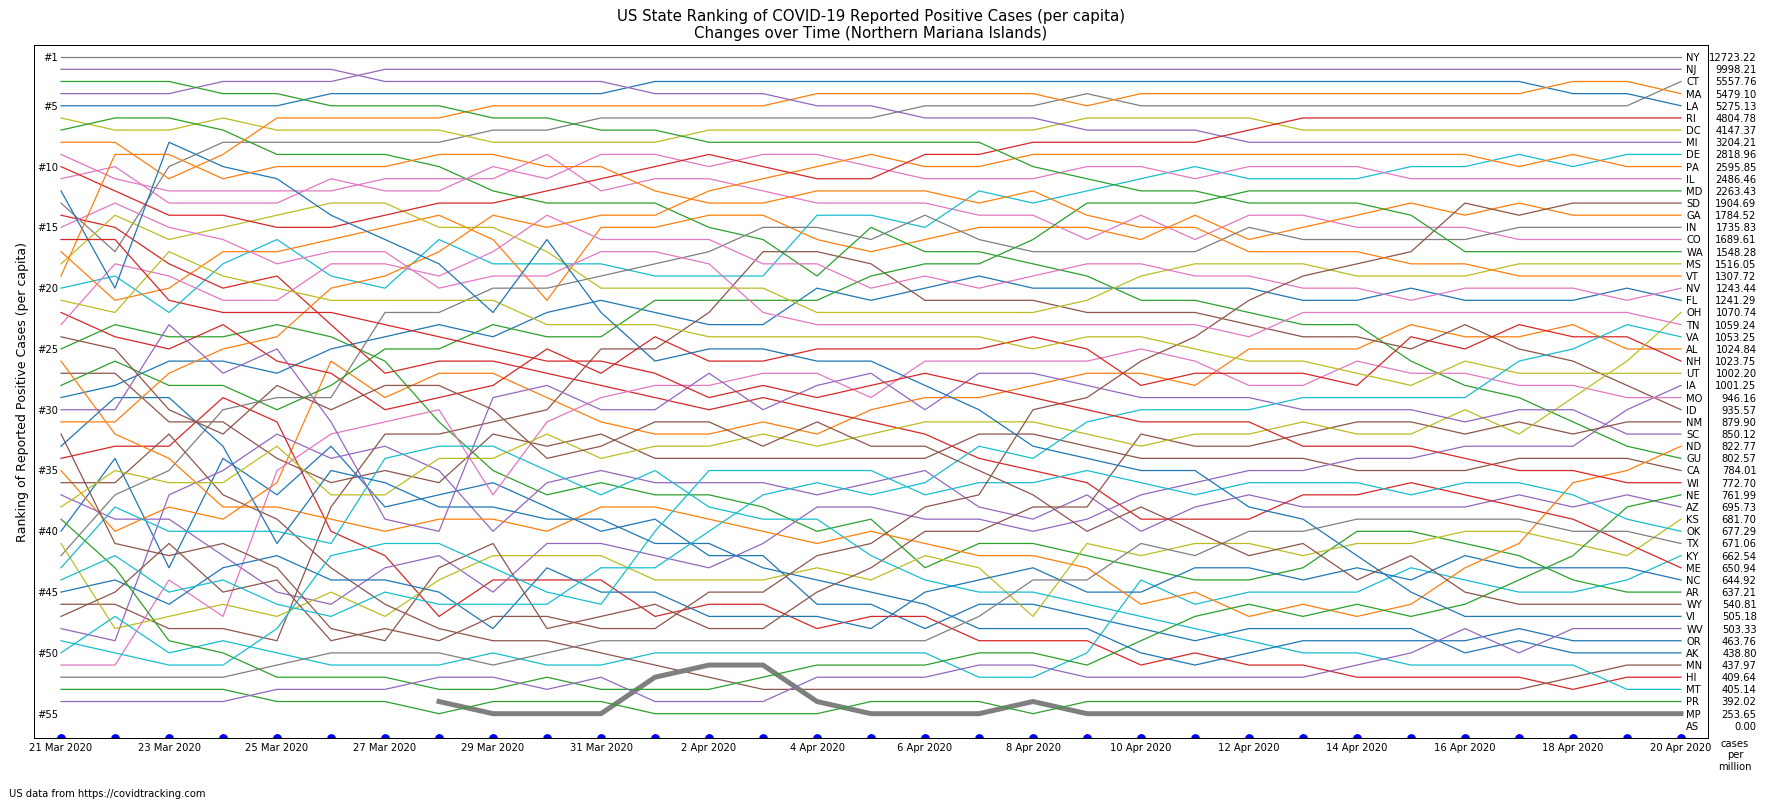 US State Ranking of COVID-19 Reported Positive Cases (per capita)
Changes over Time (Northern Mariana Islands)
Ranking of Reported Positive Cases (per capita)
#1
#5
#10
#15
#20
#25
#30
#35
#40
#45
#50
#55
NY 12723.22
NJ 9998.21
CT 5557.76
MA 5479.10
LA 5275.13
RI 4804.78
DC 4147.37
MI 3204.21
DE 2818.96
PA 2595.85
IL 2486.46
MD 2263.43
SD 1904.69
GA 1784.52
IN 1735.83
CO 1689.61
WA 1548.28
MS 1516.05
VT 1307.72
NV 1243.44
FL 1241.29
OH 1070.74
TN 1059.24
VA 1053.25
AL 1024.84
NH 1023.75
UT 1002.20
IA 1001.25
MO 946.16
ID 935.57
NM 879.90
SC 850.12
ND 822.77
GU 802.57
CA 784.01
WI 772.70
NE 761.99
AZ 695.73
KS 681.70
OK 677.29
TX 671.06
KY 662.54
ME 650.94
NC 644.92
AR 637.21
WY 540.81
VI 505.18
WV 503.33
OR 463.76
AK 438.80
MN 437.97
HI 409.64
MT 405.14
PR 392.02
MP 253.65
AS 0.00
21 Mar 2020
23 Mar 2020
25 Mar 2020
27 Mar 2020
29 Mar 2020
31 Mar 2020
2 Apr 2020
4 Apr 2020
6 Apr 2020
8 Apr 2020
10 Apr 2020
12 Apr 2020
14 Apr 2020
16 Apr 2020
18 Apr 2020
20 Apr 2020
cases
per
million
US data from https://covidtracking.com